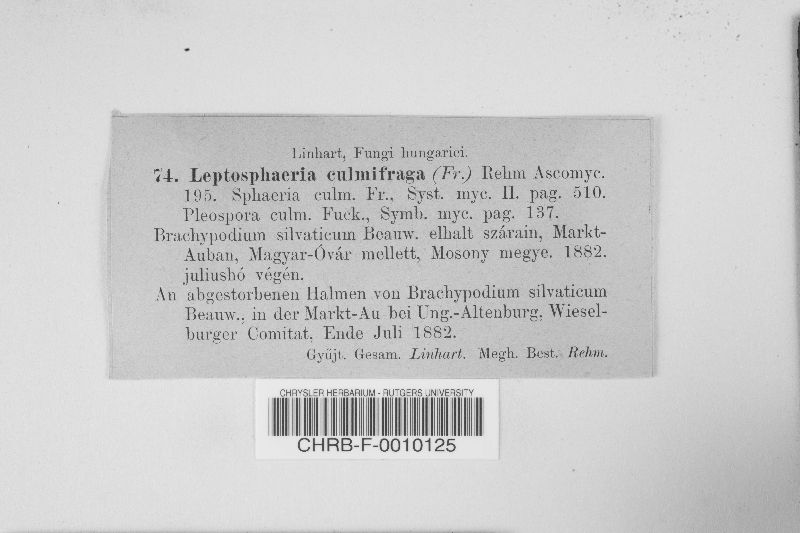 Linhart, Fungi hungarici.
74. Leptosphaeria culmifraga (Fr.) Rehm Ascomyc.
195. Sphaeria culm. Fr., Syst. myc. II. pag. 510.
Pleospora culm. Fuck., Symb. myc. pag. 137.
Brachypodium silvaticum Beauw. elhalt szárain, Markt-
Auban, Magyar-Óvár mellett, Mosony megye. 1882.
juliushó végén.
An abgestorbenen Halmen von Brachypodium silvaticum
Beauw., in der Markt-Au bei Ung.-Altenburg, Wiesel-
burger Comitat, Ende Juli 1882.
Gyűjt. Gesam. Linhart. Megh. Best. Rehm.
CHRYSLER HERBARIUM - RUTGERS UNIVERSITY
CHRB-F-0010125